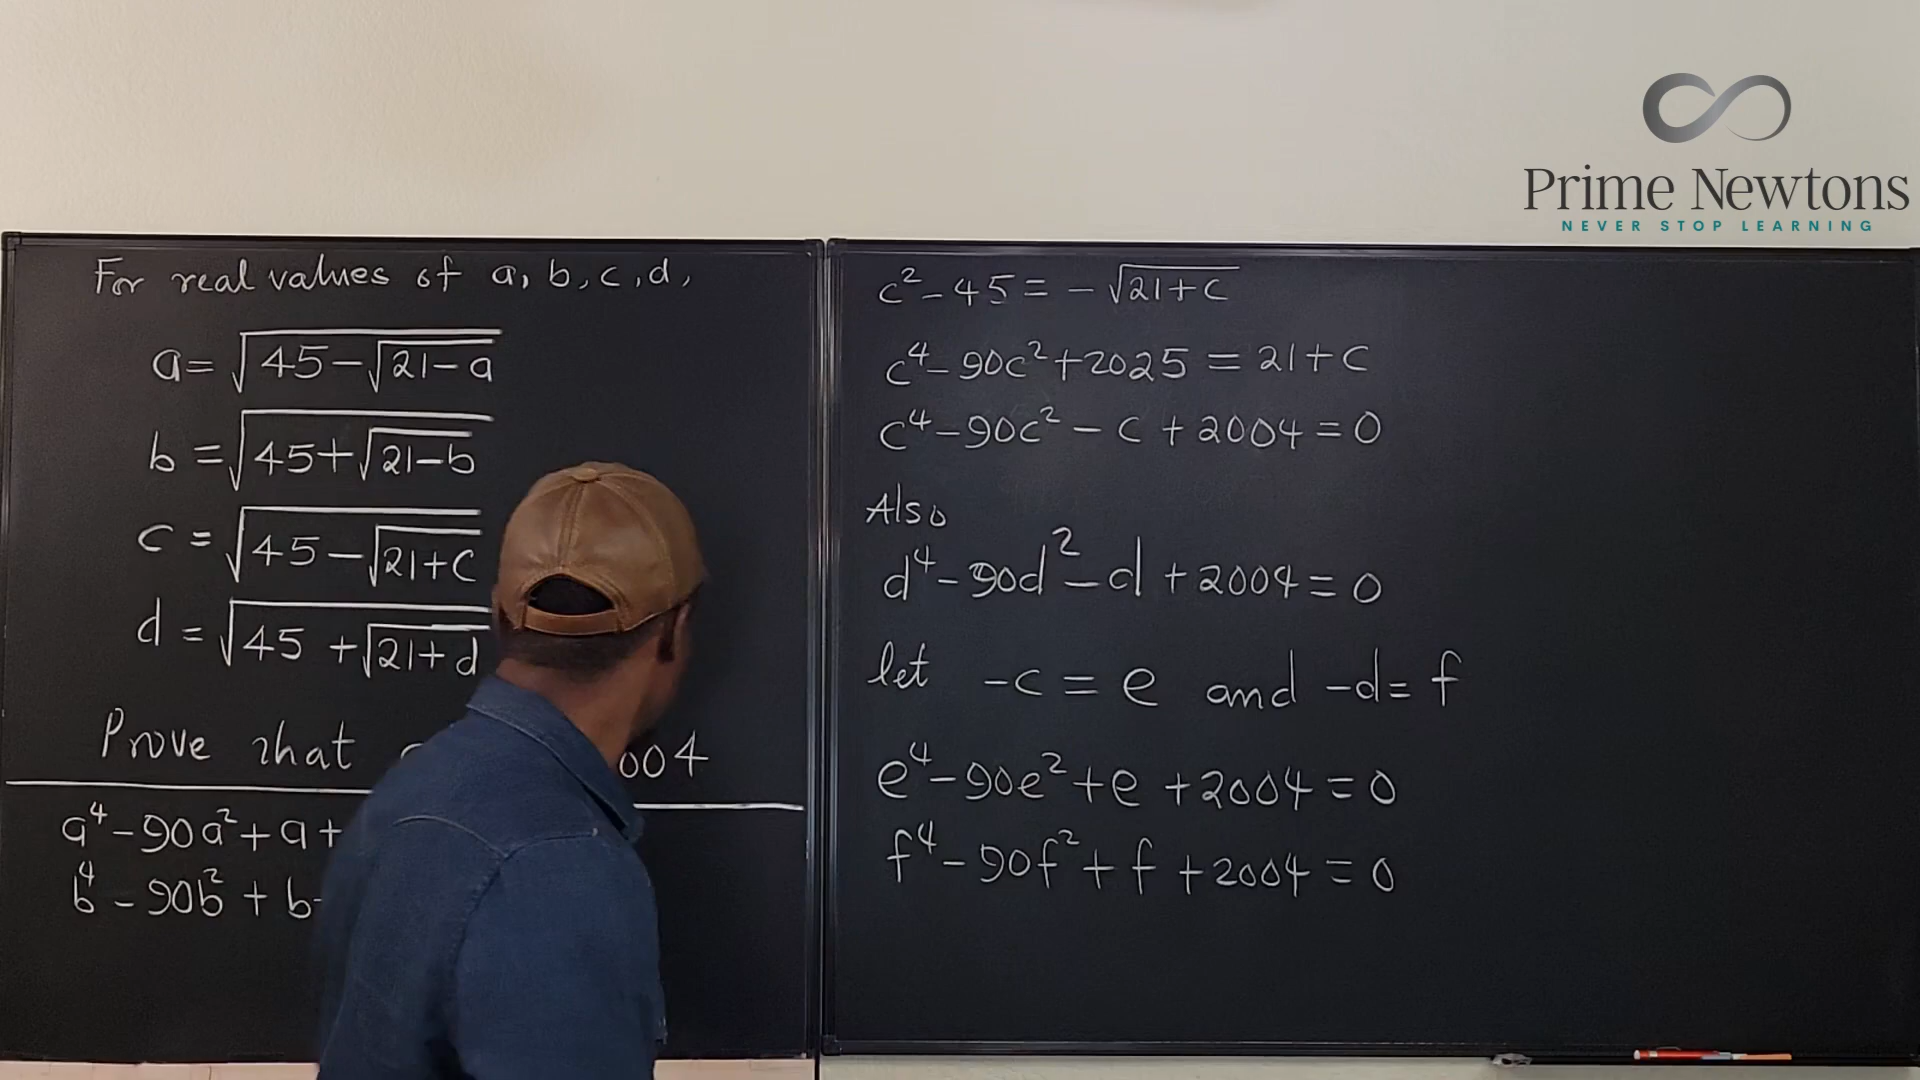 Prime Newtons
NEVER STOP LEARNING
For real values of a, b, c, d,
a = √(45 − √(21 − a))
b = √(45 + √(21 − b))
c = √(45 − √(21 + c))
d = √(45 + √(21 + d))
Prove that 004
a⁴ − 90a² + a +
b⁴ − 90b² + b
c² − 45 = − √(21 + c)
c⁴ − 90c² + 2025 = 21 + c
c⁴ − 90c² − c + 2004 = 0
Also
d⁴ − 90d² − d + 2004 = 0
let −c = e and −d = f
e⁴ − 90e² + e + 2004 = 0
f⁴ − 90f² + f + 2004 = 0